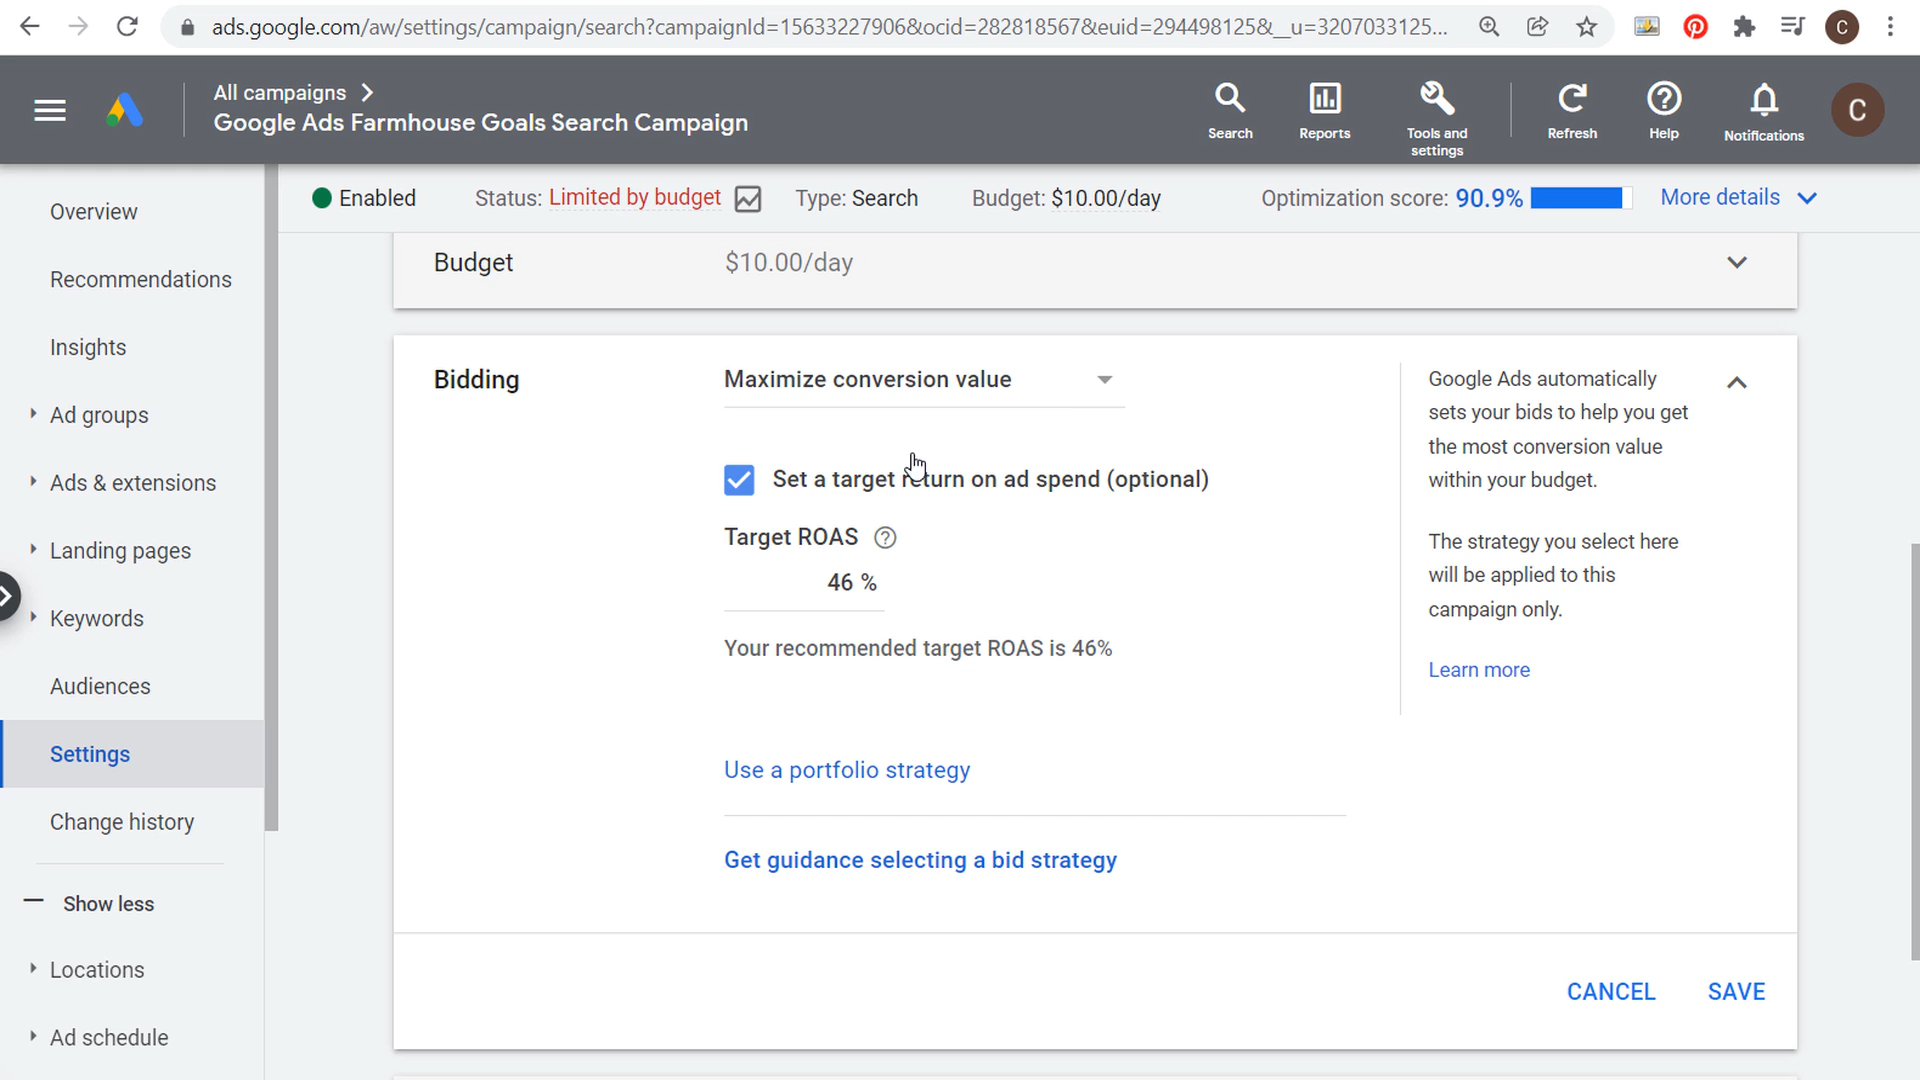 ads.google.com/aw/settings/campaign/search?campaignId=15633227906&ocid=282818567&euid=294498125&__u=3207033125...
C
All campaigns
Google Ads Farmhouse Goals Search Campaign
Search
Reports
Tools and
settings
Refresh
Help
Notifications
C
Enabled
Status: Limited by budget
Type: Search
Budget: $10.00/day
Optimization score: 90.9%
More details
Overview
Recommendations
Insights
Ad groups
Ads & extensions
Landing pages
Keywords
Audiences
Settings
Change history
Show less
Locations
Ad schedule
Budget
$10.00/day
Bidding
Maximize conversion value
Set a target return on ad spend (optional)
Target ROAS
46 %
Your recommended target ROAS is 46%
Use a portfolio strategy
Get guidance selecting a bid strategy
Google Ads automatically
sets your bids to help you get
the most conversion value
within your budget.
The strategy you select here
will be applied to this
campaign only.
Learn more
CANCEL
SAVE